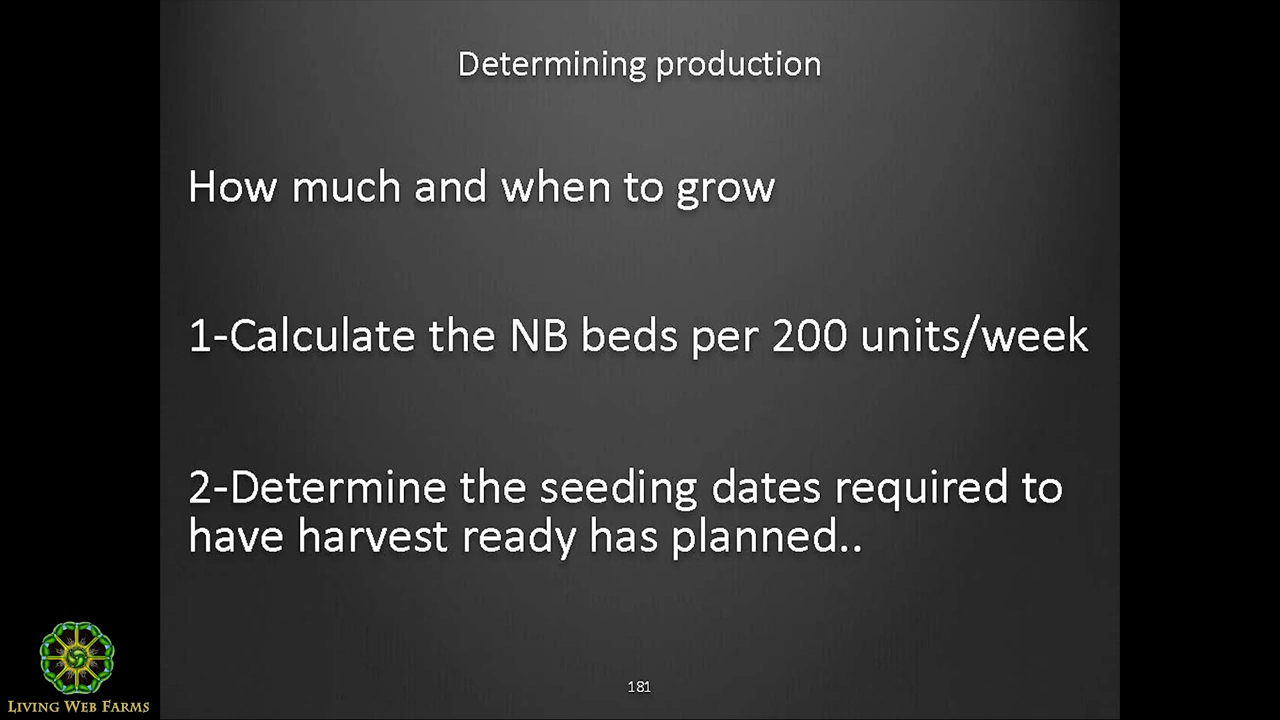 Determining production
How much and when to grow
1-Calculate the NB beds per 200 units/week
2-Determine the seeding dates required to
have harvest ready has planned..
181
LIVING WEB FARMS